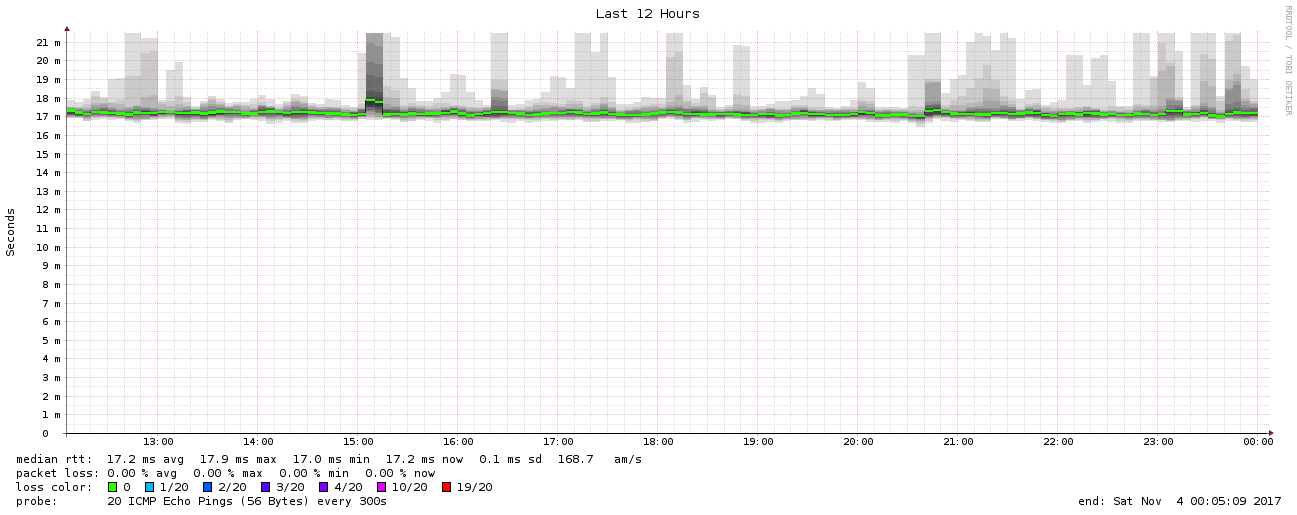 Last 12 Hours
RRDTOOL / TOBI OETIKER
Seconds
21 m
20 m
19 m
18 m
17 m
16 m
15 m
14 m
13 m
12 m
11 m
10 m
9 m
8 m
7 m
6 m
5 m
4 m
3 m
2 m
1 m
0
13:00 14:00 15:00 16:00 17:00 18:00 19:00 20:00 21:00 22:00 23:00 00:00
median rtt: 17.2 ms avg 17.9 ms max 17.0 ms min 17.2 ms now 0.1 ms sd 168.7 am/s
packet loss: 0.00 % avg 0.00 % max 0.00 % min 0.00 % now
loss color: 0 1/20 2/20 3/20 4/20 10/20 19/20
probe: 20 ICMP Echo Pings (56 Bytes) every 300s end: Sat Nov 4 00:05:09 2017